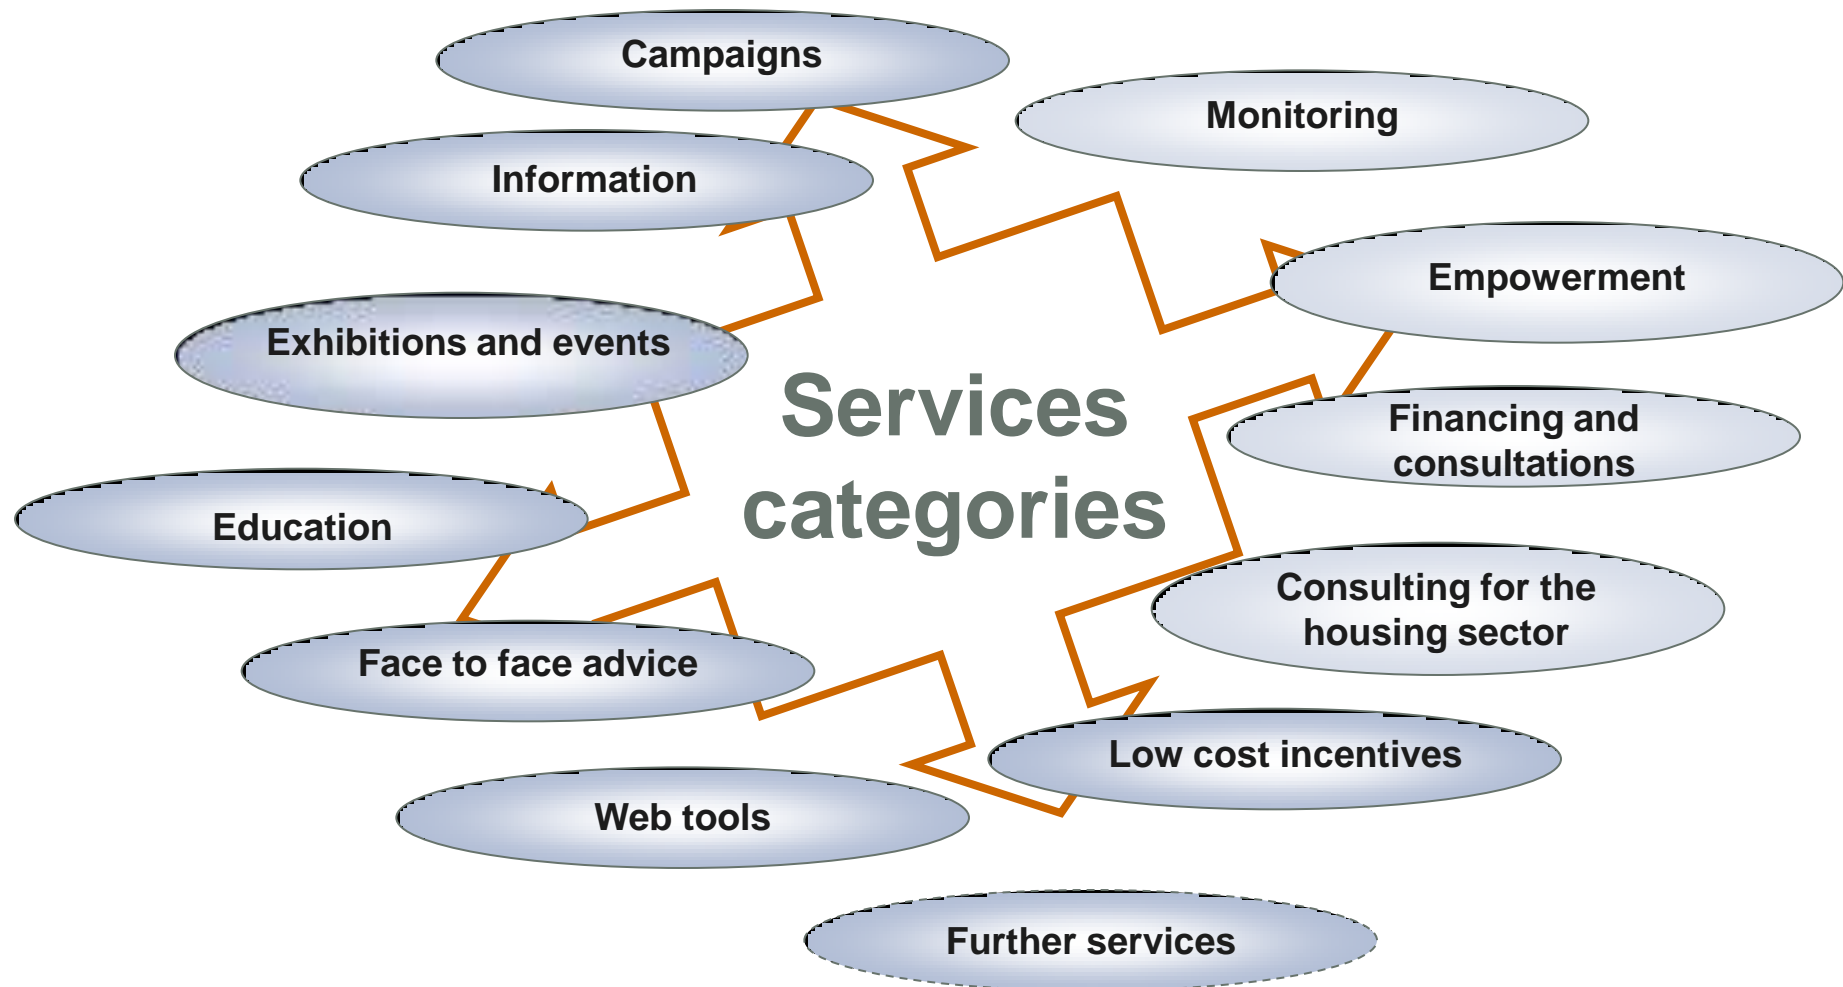 Campaigns
Monitoring
Information
Empowerment
Exhibitions and events
Services
categories
Financing and
consultations
Education
Consulting for the
housing sector
Face to face advice
Low cost incentives
Web tools
Further services